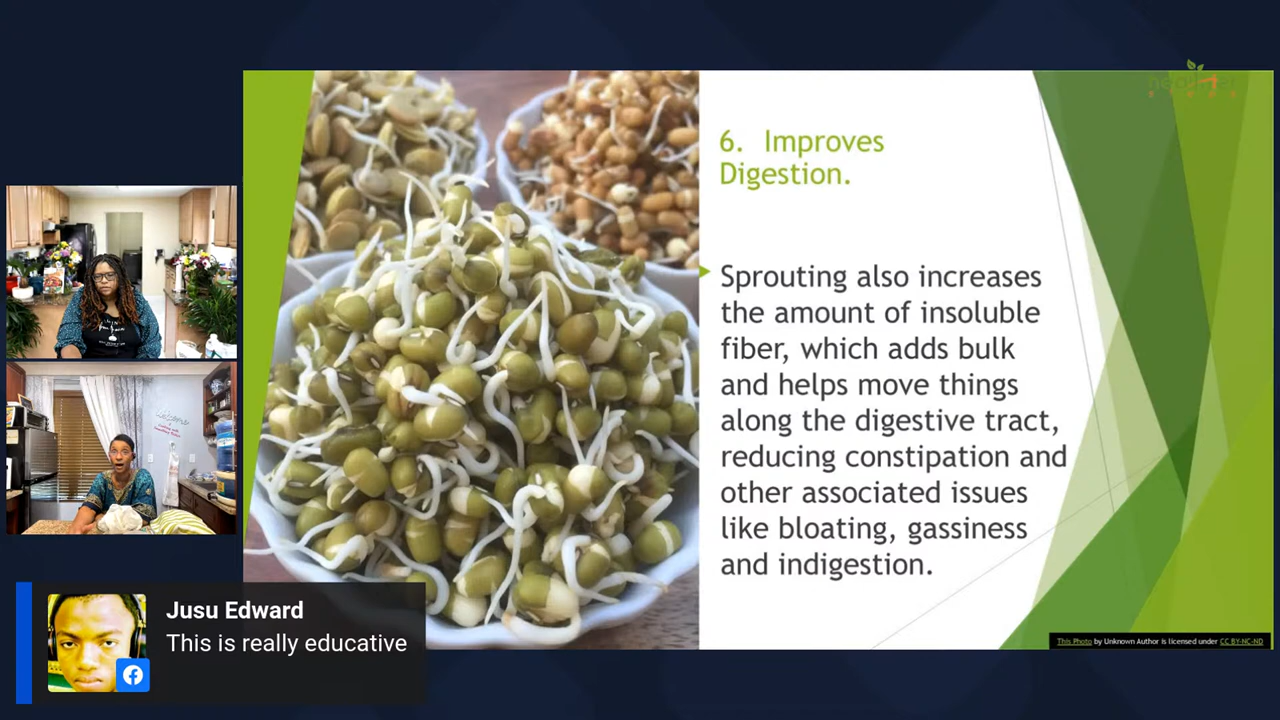 6. Improves
Digestion.
Sprouting also increases
the amount of insoluble
fiber, which adds bulk
and helps move things
along the digestive tract,
reducing constipation and
other associated issues
like bloating, gassiness
and indigestion.
This Photo by Unknown Author is licensed under CC BY-NC-ND
Jusu Edward
This is really educative